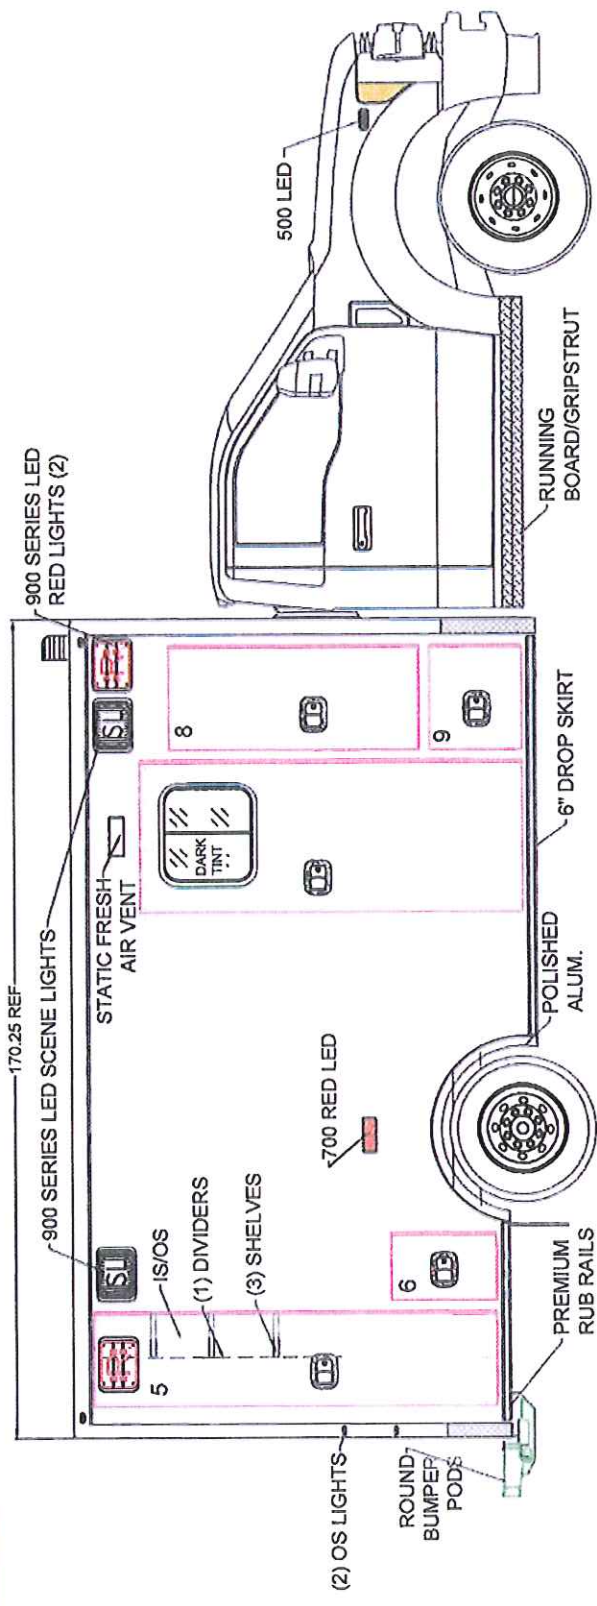 170.25 REF
900 SERIES LED SCENE LIGHTS
900 SERIES LED
RED LIGHTS (2)
500 LED
STATIC FRESH
AIR VENT
SL
SL
IS/OS
(1) DIVIDERS
(3) SHELVES
5
6
8
9
DARK
TINT
700 RED LED
(2) OS LIGHTS
ROUND
BUMPER
PODS
PREMIUM
RUB RAILS
POLISHED
ALUM.
6" DROP SKIRT
RUNNING
BOARD/GRIPSTRUT